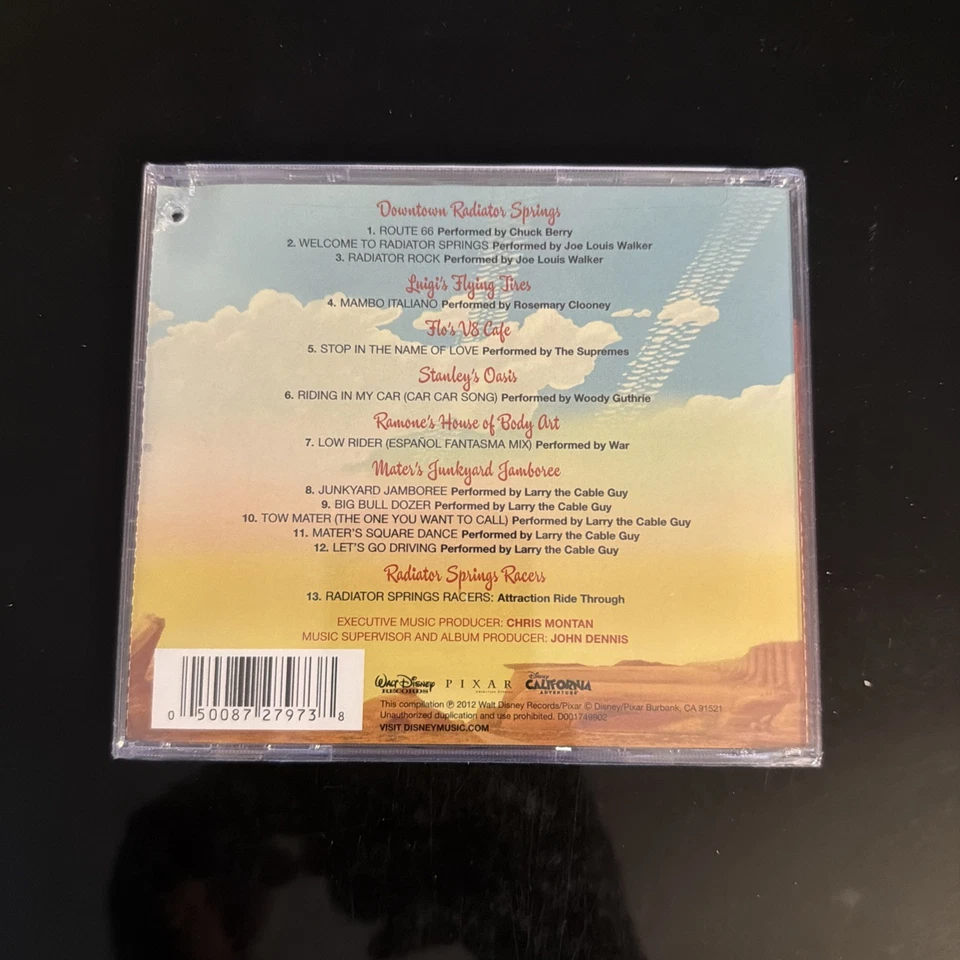 Downtown Radiator Springs
1. ROUTE 66 Performed by Chuck Berry
2. WELCOME TO RADIATOR SPRINGS Performed by Joe Louis Walker
3. RADIATOR ROCK Performed by Joe Louis Walker
Luigi's Flying Tires
4. MAMBO ITALIANO Performed by Rosemary Clooney
Flo's V8 Cafe
5. STOP IN THE NAME OF LOVE Performed by The Supremes
Stanley's Oasis
6. RIDING IN MY CAR (CAR CAR SONG) Performed by Woody Guthrie
Ramone's House of Body Art
7. LOW RIDER (ESPAÑOL FANTASMA MIX) Performed by War
Mater's Junkyard Jamboree
8. JUNKYARD JAMBOREE Performed by Larry the Cable Guy
9. BIG BULL DOZER Performed by Larry the Cable Guy
10. TOW MATER (THE ONE YOU WANT TO CALL) Performed by Larry the Cable Guy
11. MATER'S SQUARE DANCE Performed by Larry the Cable Guy
12. LET'S GO DRIVING Performed by Larry the Cable Guy
Radiator Springs Racers
13. RADIATOR SPRINGS RACERS: Attraction Ride Through
EXECUTIVE MUSIC PRODUCER: CHRIS MONTAN
MUSIC SUPERVISOR AND ALBUM PRODUCER: JOHN DENNIS
WALT DISNEY RECORDS
PIXAR
Disney CALIFORNIA ADVENTURE
This compilation ℗ 2012 Walt Disney Records/Pixar © Disney/Pixar Burbank, CA 91521
Unauthorized duplication and use prohibited. D001749902
VISIT DISNEYMUSIC.COM
0 50087 27973 8